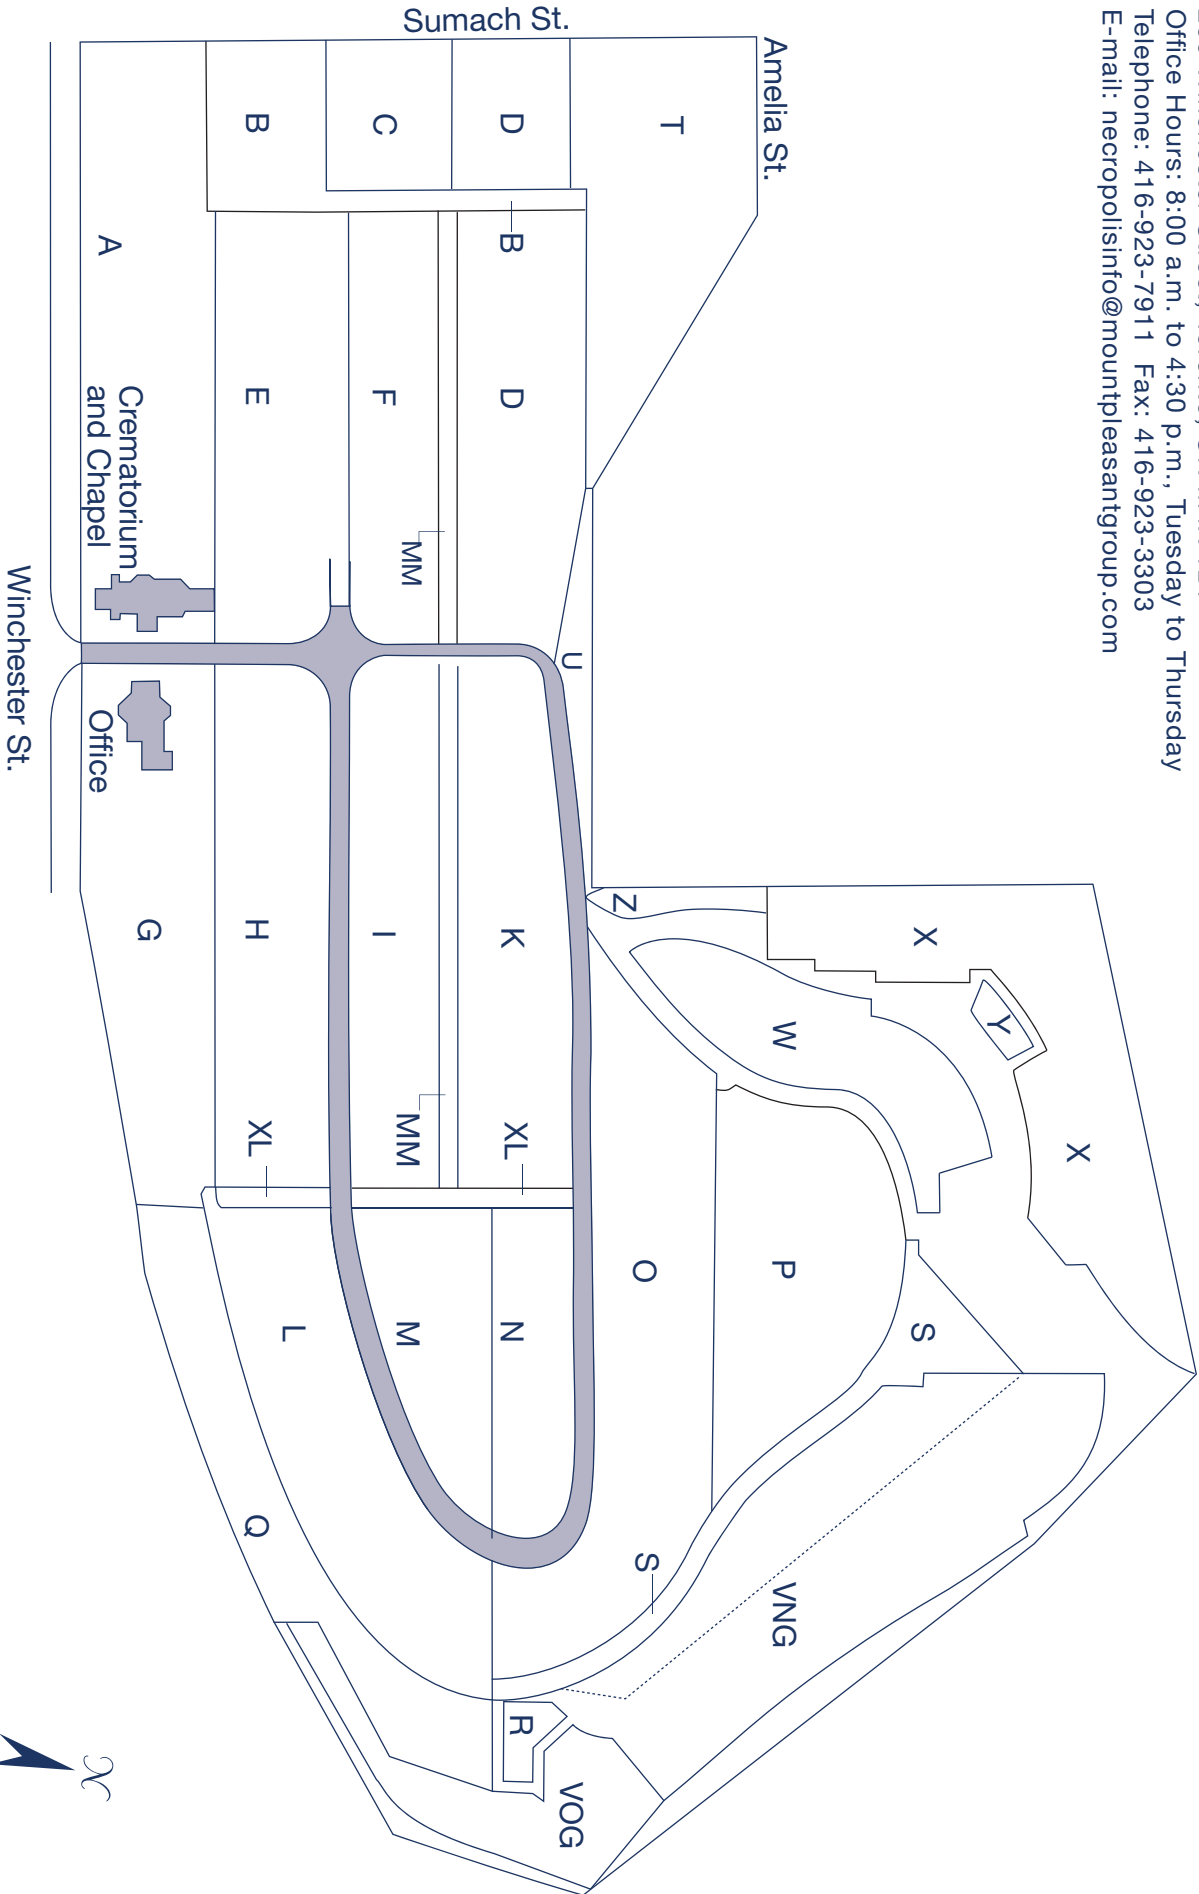 Office Hours: 8:00 a.m. to 4:30 p.m., Tuesday to Thursday
Telephone: 416-923-7911 Fax: 416-923-3303
E-mail: necropolisinfo@mountpleasantgroup.com
Sumach St.
Amelia St.
T
D
C
B
B
A
D
F
E
Crematorium
and Chapel
MM
U
Winchester St.
Office
Z
X
K
I
H
G
Y
W
XL
MM
XL
X
O
P
S
N
M
L
Q
S
VNG
R
VOG
N